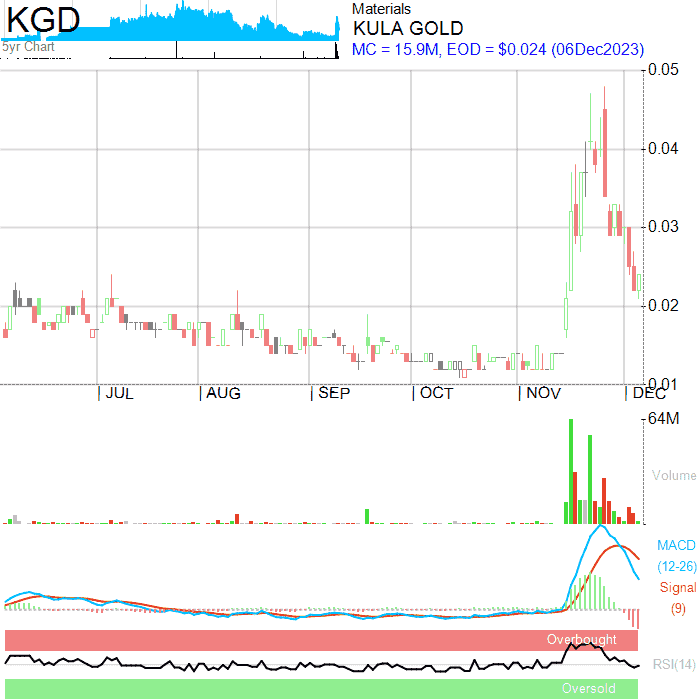 KGD
5yr Chart
Materials
KULA GOLD
MC = 15.9M, EOD = $0.024 (06Dec2023)
0.05
0.04
0.03
0.02
0.01
JUL
AUG
SEP
OCT
NOV
DEC
64M
Volume
MACD
(12-26)
Signal
(9)
Overbought
RSI(14)
Oversold